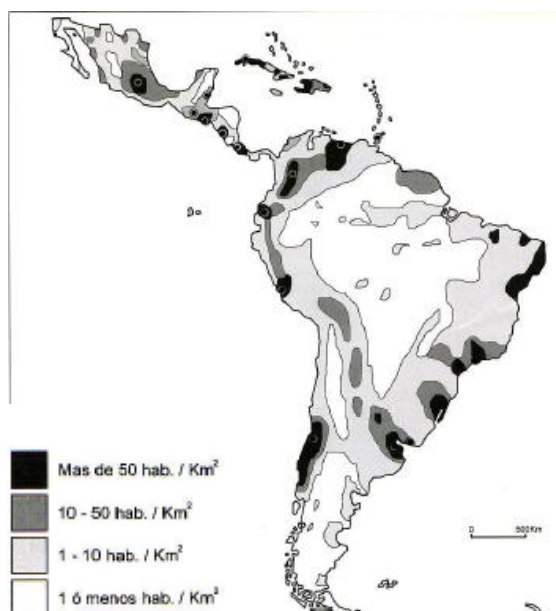 Mas de 50 hab. / Km²
10 - 50 hab. / Km²
1 - 10 hab. / Km²
1 ó menos hab. / Km²
0 500Km